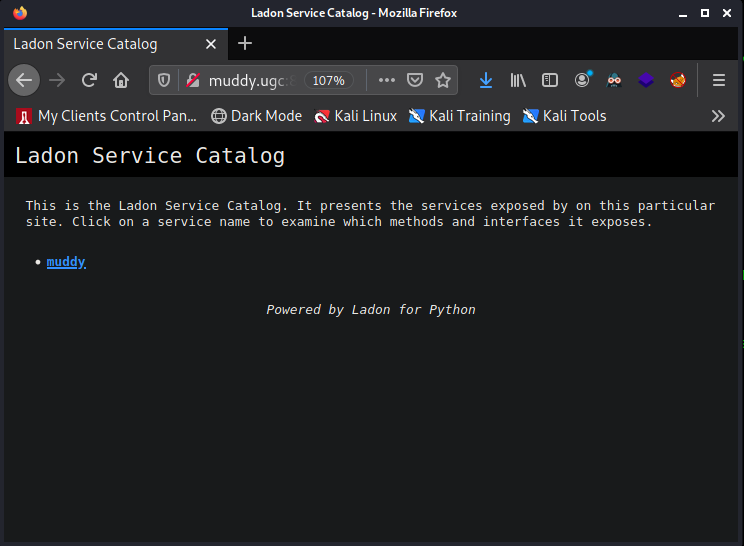 Ladon Service Catalog - Mozilla Firefox
Ladon Service Catalog
muddy.ugc: 107%
My Clients Control Pan... Dark Mode Kali Linux Kali Training Kali Tools
Ladon Service Catalog
This is the Ladon Service Catalog. It presents the services exposed by on this particular
site. Click on a service name to examine which methods and interfaces it exposes.
• muddy
Powered by Ladon for Python